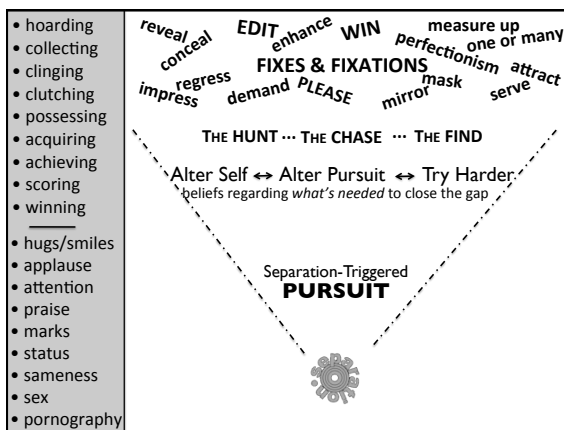 • hoarding
• collecting
• clinging
• clutching
• possessing
• acquiring
• achieving
• scoring
• winning
• hugs/smiles
• applause
• attention
• praise
• marks
• status
• sameness
• sex
• pornography
reveal
conceal
EDIT
enhance
WIN
measure up
perfectionism
one or many
attract
FIXES & FIXATIONS
impress
regress
demand
PLEASE
mirror
mask
serve
THE HUNT ... THE CHASE ... THE FIND
Alter Self ↔ Alter Pursuit ↔ Try Harder
beliefs regarding what's needed to close the gap
Separation-Triggered
PURSUIT
separation